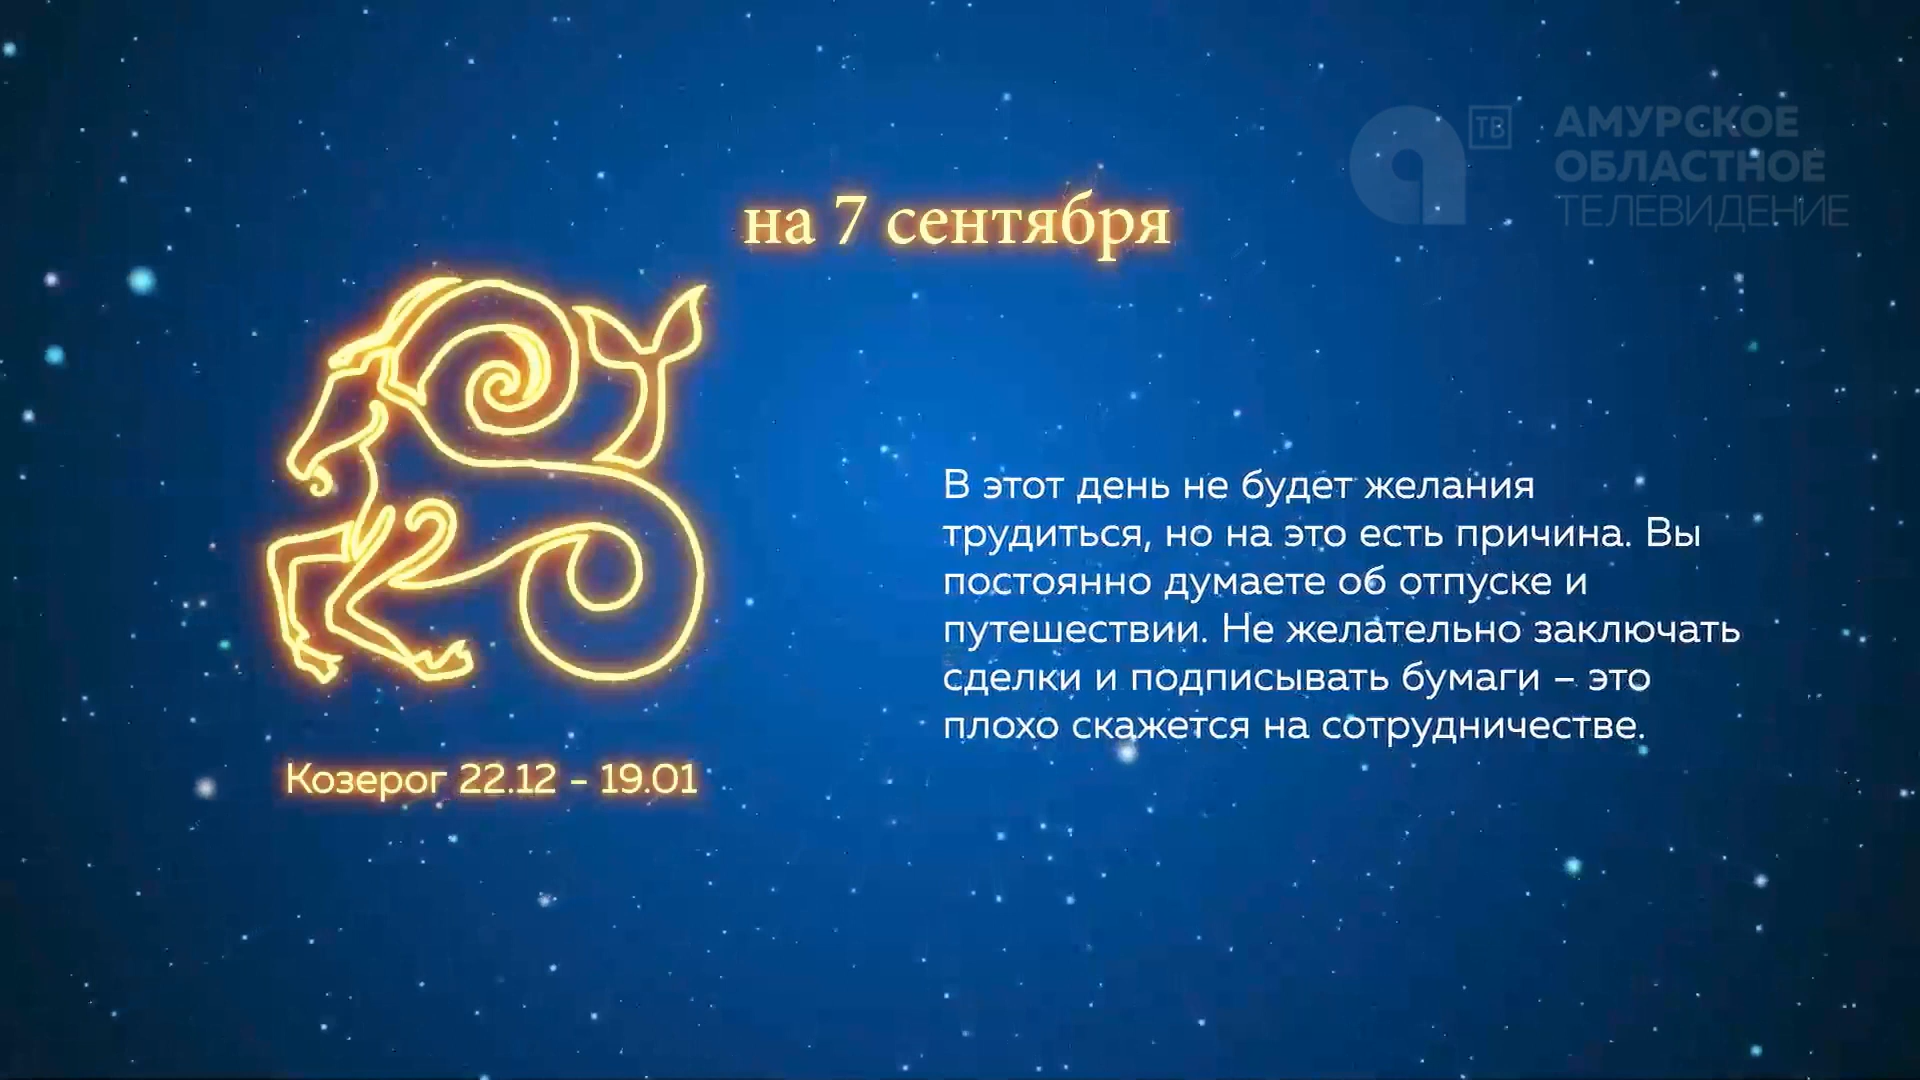 ТВ
АМУРСКОЕ
ОБЛАСТНОЕ
ТЕЛЕВИДЕНИЕ
на 7 сентября
В этот день не будет желания
трудиться, но на это есть причина. Вы
постоянно думаете об отпуске и
путешествии. Не желательно заключать
сделки и подписывать бумаги – это
плохо скажется на сотрудничестве.
Козерог 22.12 - 19.01